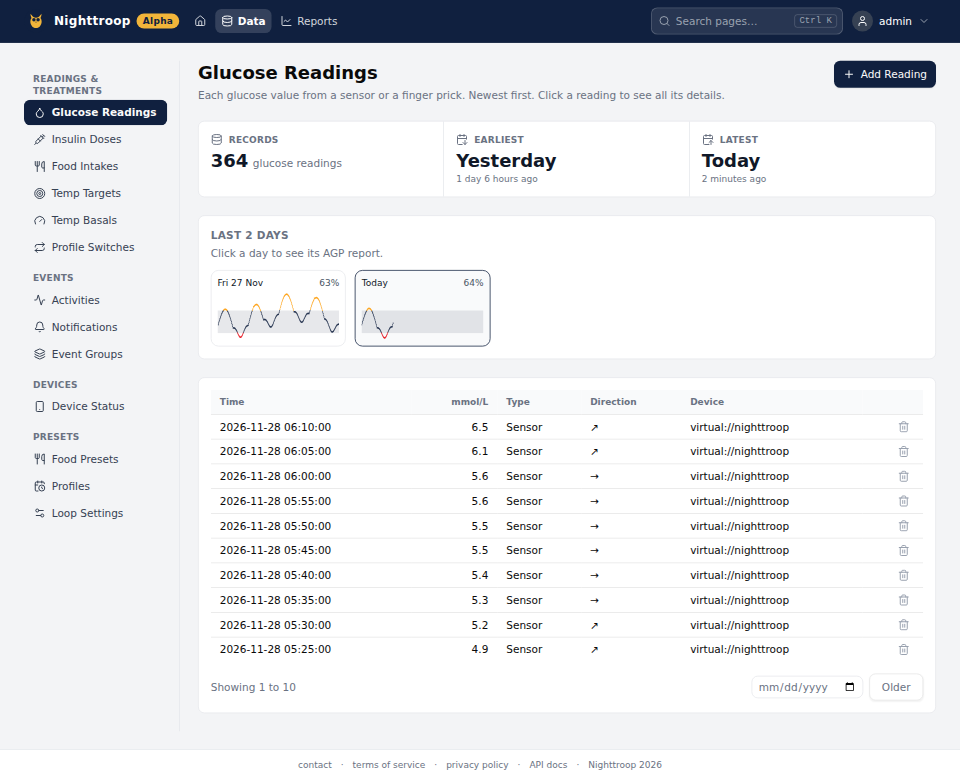 Nighttroop Alpha Data Reports Search pages... Ctrl K admin
READINGS &
TREATMENTS
Glucose Readings
Insulin Doses
Food Intakes
Temp Targets
Temp Basals
Profile Switches
EVENTS
Activities
Notifications
Event Groups
DEVICES
Device Status
PRESETS
Food Presets
Profiles
Loop Settings
Glucose Readings
Each glucose value from a sensor or a finger prick. Newest first. Click a reading to see all its details.
Add Reading
RECORDS
364 glucose readings
EARLIEST
Yesterday
1 day 6 hours ago
LATEST
Today
2 minutes ago
LAST 2 DAYS
Click a day to see its AGP report.
Fri 27 Nov 63%
Today 64%
Time mmol/L Type Direction Device
2026-11-28 06:10:00 6.5 Sensor ↗ virtual://nighttroop
2026-11-28 06:05:00 6.1 Sensor ↗ virtual://nighttroop
2026-11-28 06:00:00 5.6 Sensor → virtual://nighttroop
2026-11-28 05:55:00 5.6 Sensor → virtual://nighttroop
2026-11-28 05:50:00 5.5 Sensor → virtual://nighttroop
2026-11-28 05:45:00 5.5 Sensor → virtual://nighttroop
2026-11-28 05:40:00 5.4 Sensor → virtual://nighttroop
2026-11-28 05:35:00 5.3 Sensor → virtual://nighttroop
2026-11-28 05:30:00 5.2 Sensor ↗ virtual://nighttroop
2026-11-28 05:25:00 4.9 Sensor ↗ virtual://nighttroop
Showing 1 to 10 mm/dd/yyyy Older
contact · terms of service · privacy policy · API docs · Nighttroop 2026